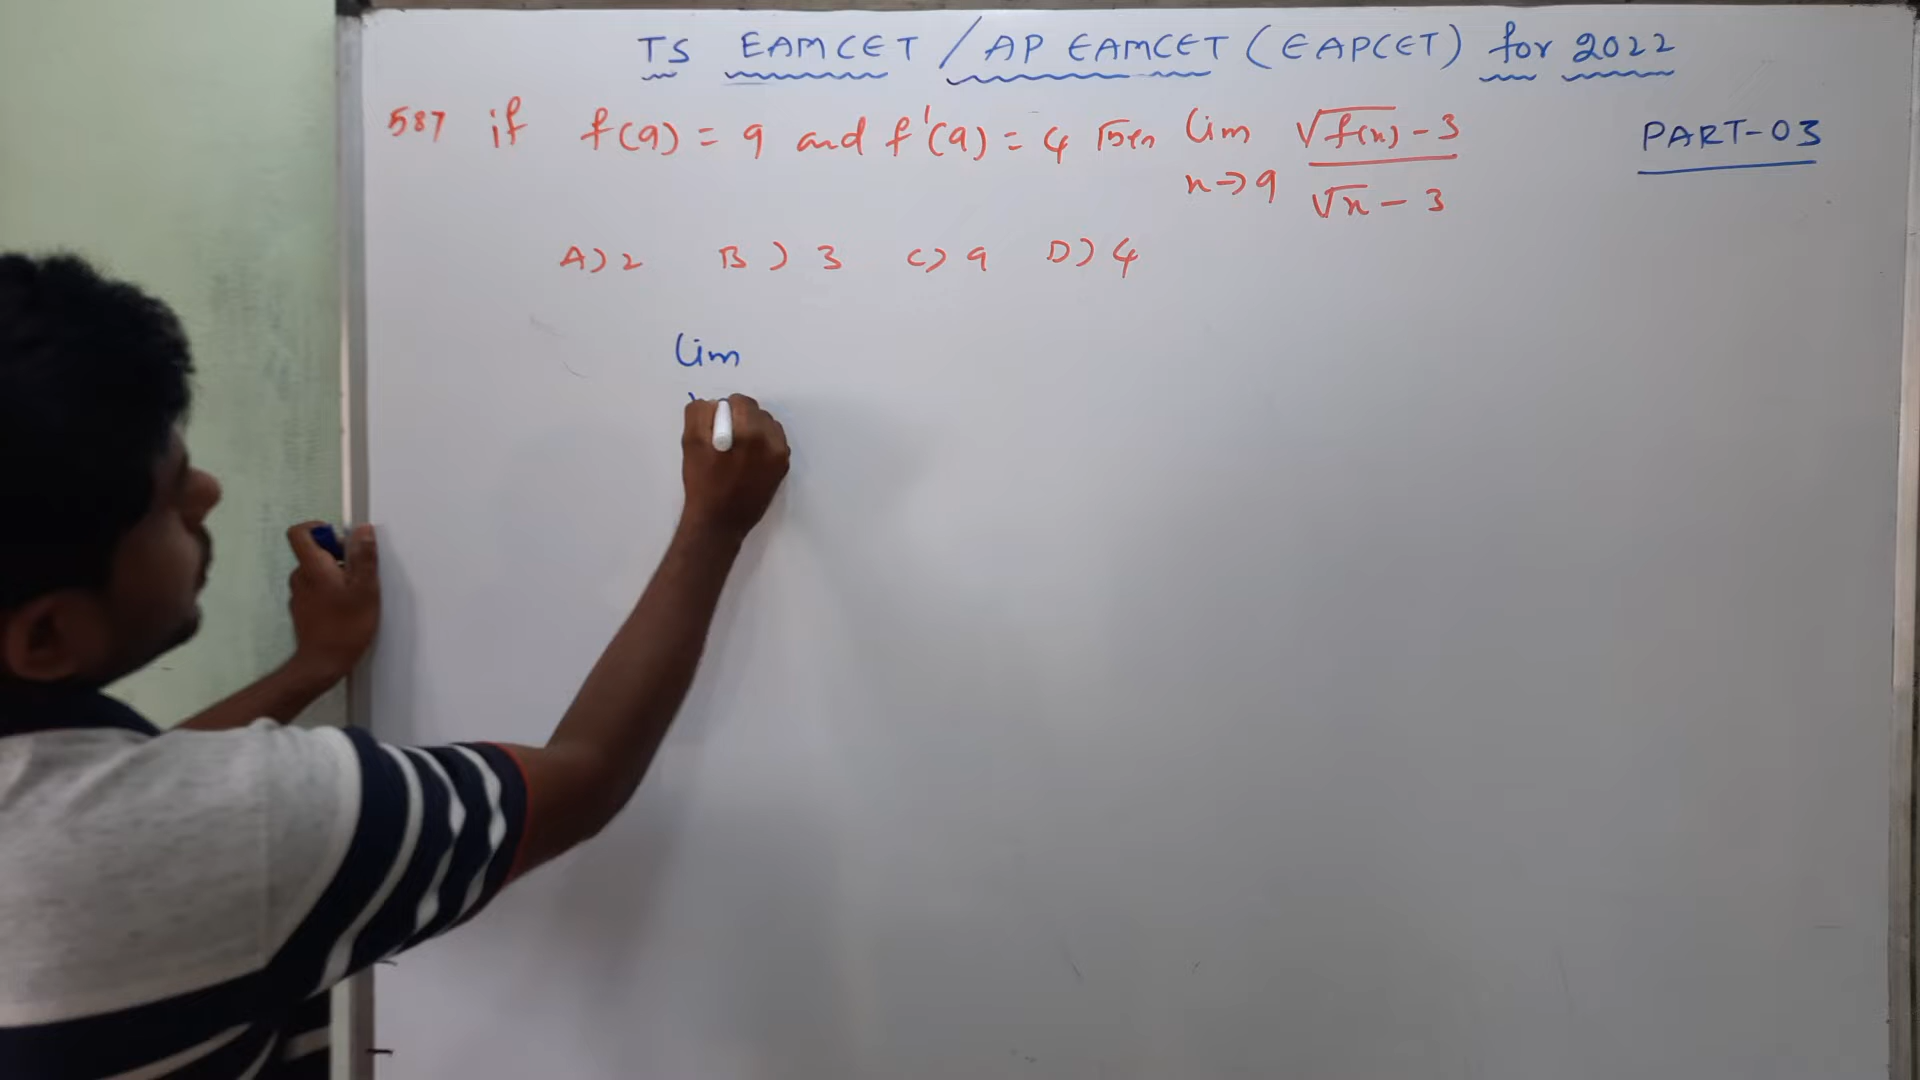 TS EAMCET / AP EAMCET (EAPCET) for 2022
587 if f(9) = 9 and f'(9) = 4 then lim x→9 √f(x) - 3 / √x - 3
PART-03
A) 2 B) 3 C) 9 D) 4
lim